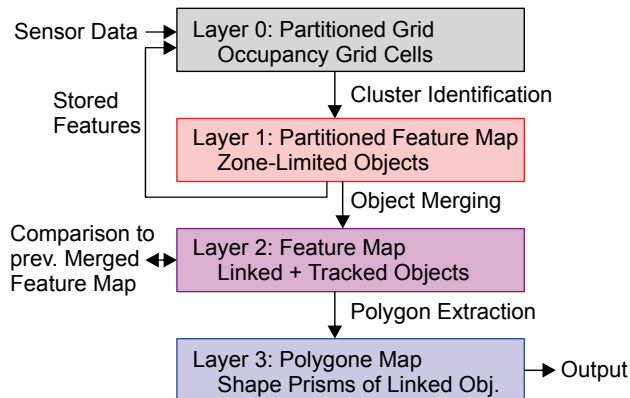 Sensor Data
Layer 0: Partitioned Grid
Occupancy Grid Cells
Stored
Features
Cluster Identification
Layer 1: Partitioned Feature Map
Zone-Limited Objects
Object Merging
Comparison to
prev. Merged
Feature Map
Layer 2: Feature Map
Linked + Tracked Objects
Polygon Extraction
Layer 3: Polygone Map
Shape Prisms of Linked Obj.
Output